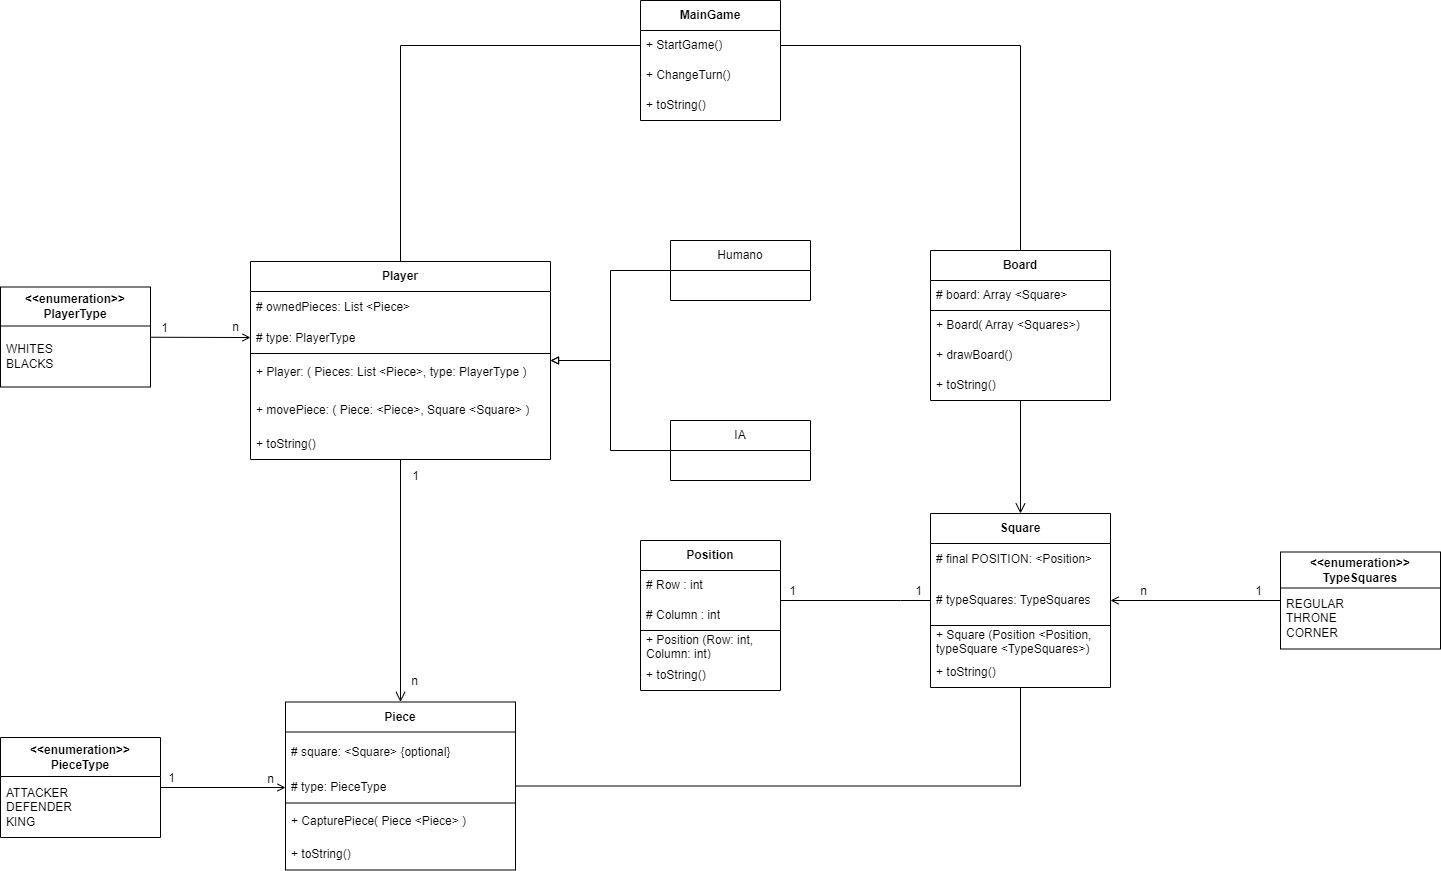 MainGame
+ StartGame()
+ ChangeTurn()
+ toString()
Humano
IA
Player
# ownedPieces: List <Piece>
# type: PlayerType
+ Player: ( Pieces: List <Piece>, type: PlayerType )
+ movePiece: ( Piece: <Piece>, Square <Square> )
+ toString()
<<enumeration>>
PlayerType
WHITES
BLACKS
1
n
Board
# board: Array <Square>
+ Board( Array <Squares>)
+ drawBoard()
+ toString()
1
n
Position
# Row : int
# Column : int
+ Position (Row: int,
Column: int)
+ toString()
1
1
Square
# final POSITION: <Position>
# typeSquares: TypeSquares
+ Square (Position <Position,
typeSquare <TypeSquares>)
+ toString()
n
1
<<enumeration>>
TypeSquares
REGULAR
THRONE
CORNER
<<enumeration>>
PieceType
ATTACKER
DEFENDER
KING
1
n
Piece
# square: <Square> {optional}
# type: PieceType
+ CapturePiece( Piece <Piece> )
+ toString()